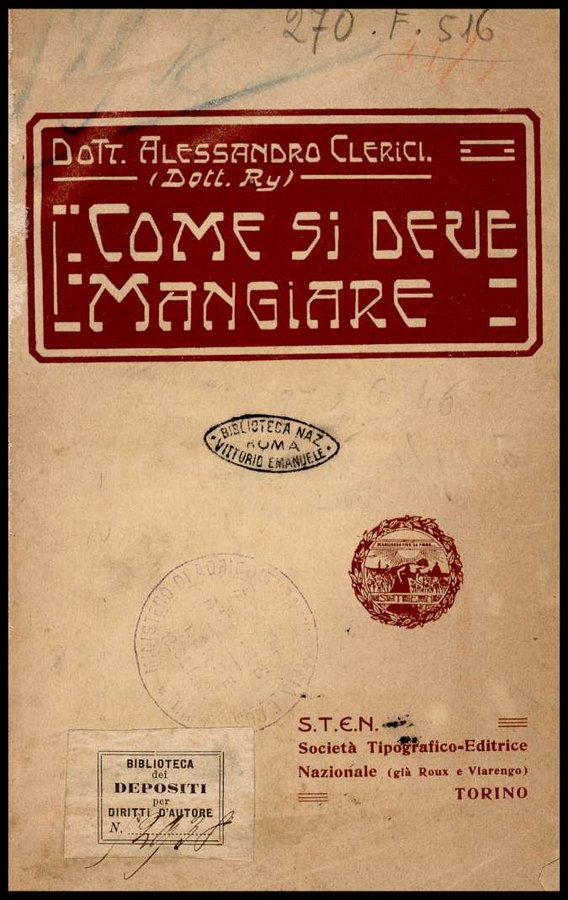 270. F. 516
DOTT. ALESSANDRO CLERICI.
(DOTT. RY)
COME Si DEVE
MANGiARE
BIBLIOTECA NAZ.
ROMA
VITTORIO EMANUELE
S.T.E.N.
S.T.E.N.
Società Tipografico-Editrice
Nazionale (già Roux e Viarengo)
TORINO
BIBLIOTECA
dei
DEPOSITI
per
DIRITTI D'AUTORE
N.